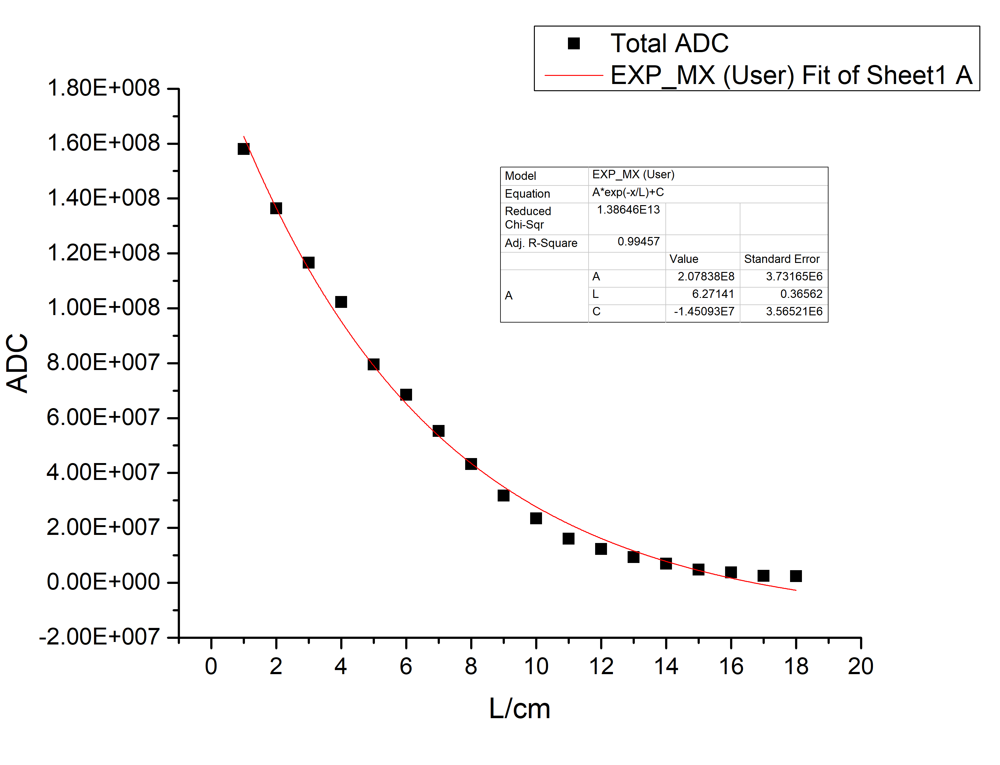 Total ADC
EXP_MX (User) Fit of Sheet1 A
1.80E+008
1.60E+008
1.40E+008
1.20E+008
1.00E+008
8.00E+007
6.00E+007
4.00E+007
2.00E+007
0.00E+000
-2.00E+007
ADC
Model EXP_MX (User)
Equation A*exp(-x/L)+C
Reduced 1.38646E13
Chi-Sqr
Adj. R-Square 0.99457
Value Standard Error
A 2.07838E8 3.73165E6
A
L 6.27141 0.36562
C -1.45093E7 3.56521E6
0 2 4 6 8 10 12 14 16 18 20
L/cm